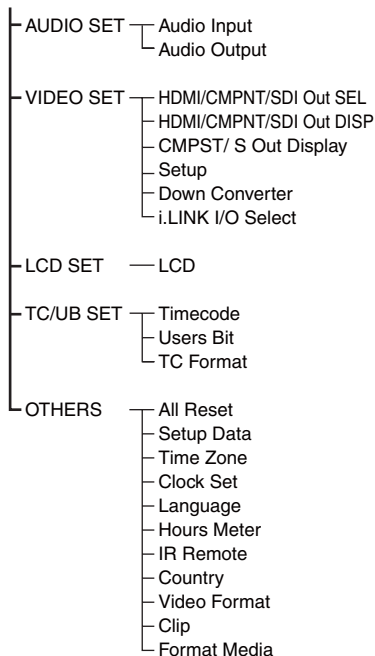 AUDIO SET Audio Input
Audio Output
VIDEO SET HDMI/CMPNT/SDI Out SEL
HDMI/CMPNT/SDI Out DISP
CMPST/ S Out Display
Setup
Down Converter
i.LINK I/O Select
LCD SET LCD
TC/UB SET Timecode
Users Bit
TC Format
OTHERS All Reset
Setup Data
Time Zone
Clock Set
Language
Hours Meter
IR Remote
Country
Video Format
Clip
Format Media